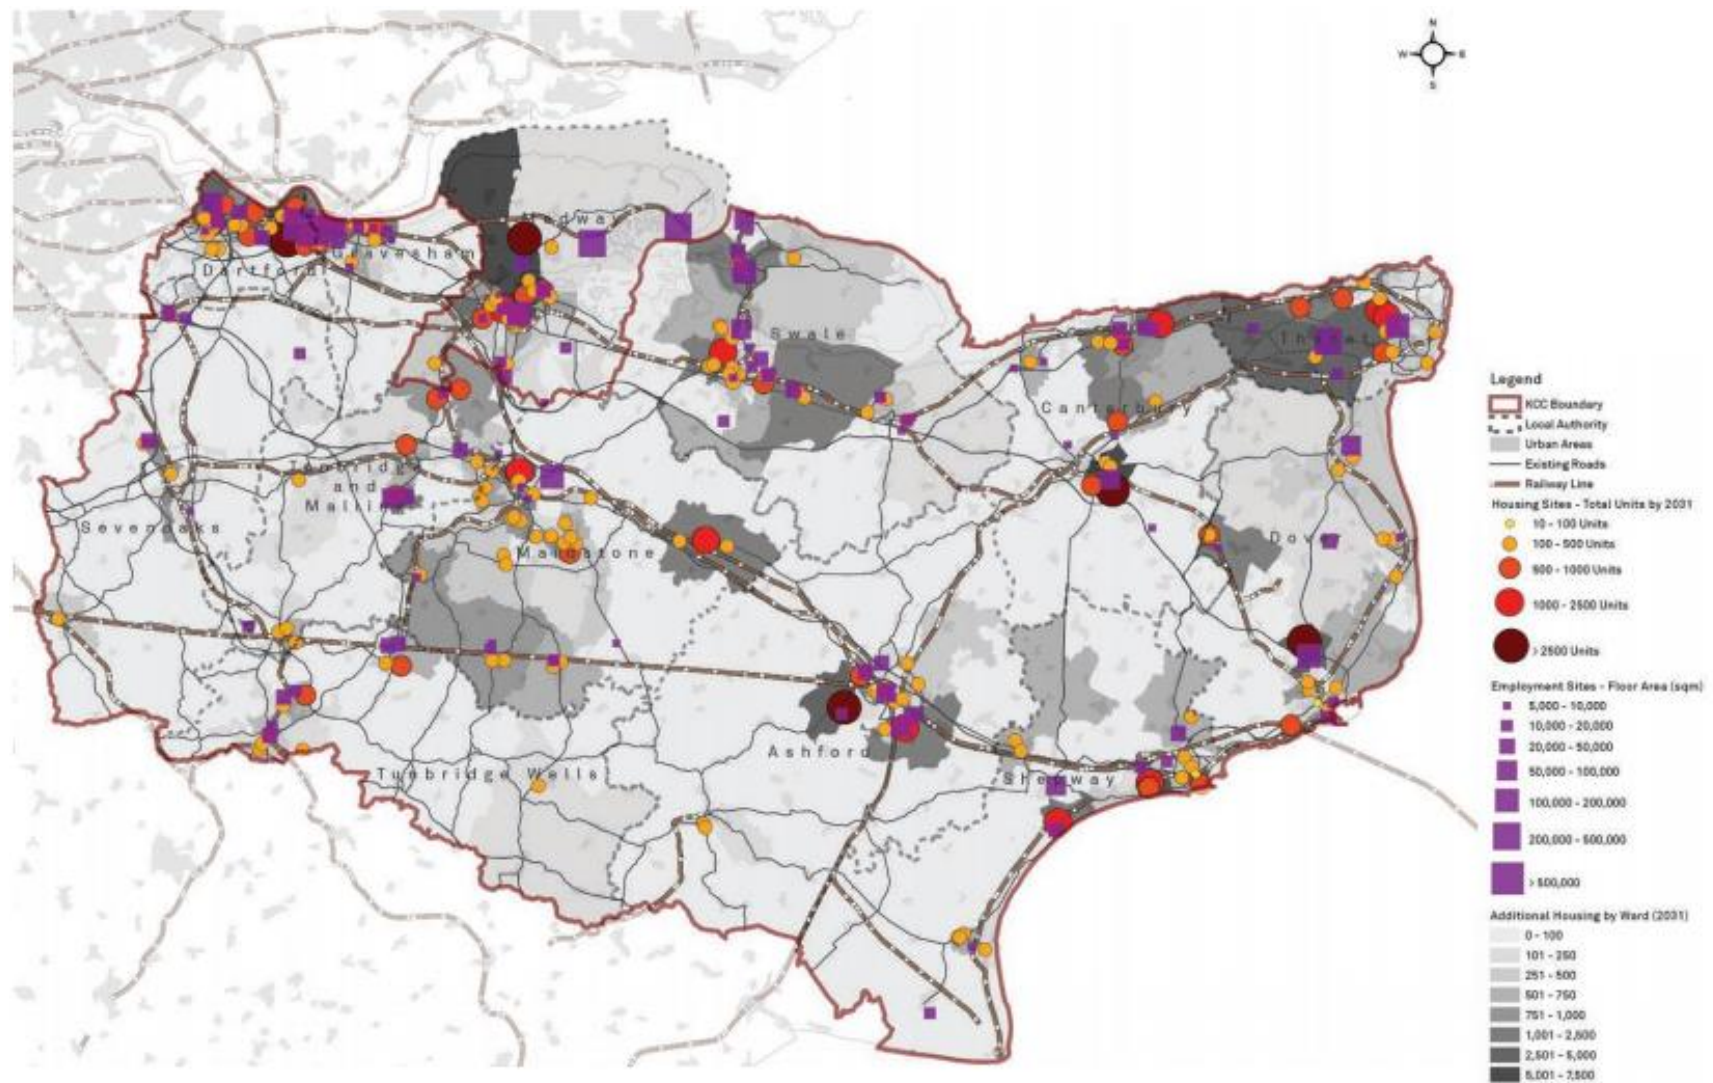 N
W E
S
Medway
Gravesham
Dartford
Swale
Thanet
Canterbury
Tonbridge
and
Malling
Sevenoaks
Maidstone
Dover
Ashford
Tunbridge Wells
Shepway
Legend
KCC Boundary
Local Authority
Urban Areas
Existing Roads
Railway Line
Housing Sites - Total Units by 2031
10 - 100 Units
100 - 500 Units
500 - 1000 Units
1000 - 2500 Units
> 2500 Units
Employment Sites - Floor Area (sqm)
5,000 - 10,000
10,000 - 20,000
20,000 - 50,000
50,000 - 100,000
100,000 - 200,000
200,000 - 500,000
> 500,000
Additional Housing by Ward (2031)
0 - 100
101 - 250
251 - 500
501 - 750
751 - 1,000
1,001 - 2,500
2,501 - 5,000
5,001 - 7,500